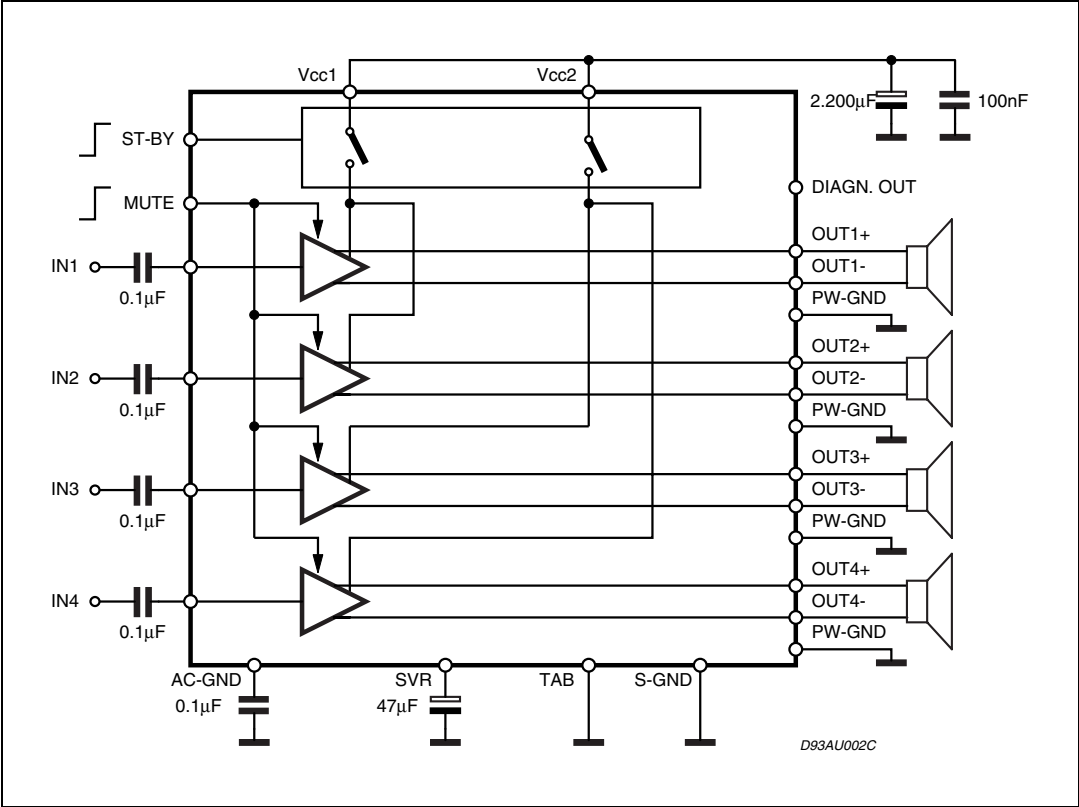 Vcc1
Vcc2
2.200µF
100nF
ST-BY
DIAGN. OUT
MUTE
OUT1+
IN1
OUT1-
0.1µF
PW-GND
OUT2+
IN2
OUT2-
0.1µF
PW-GND
OUT3+
IN3
OUT3-
0.1µF
PW-GND
OUT4+
IN4
OUT4-
0.1µF
PW-GND
AC-GND
SVR
TAB
S-GND
0.1µF
47µF
D93AU002C